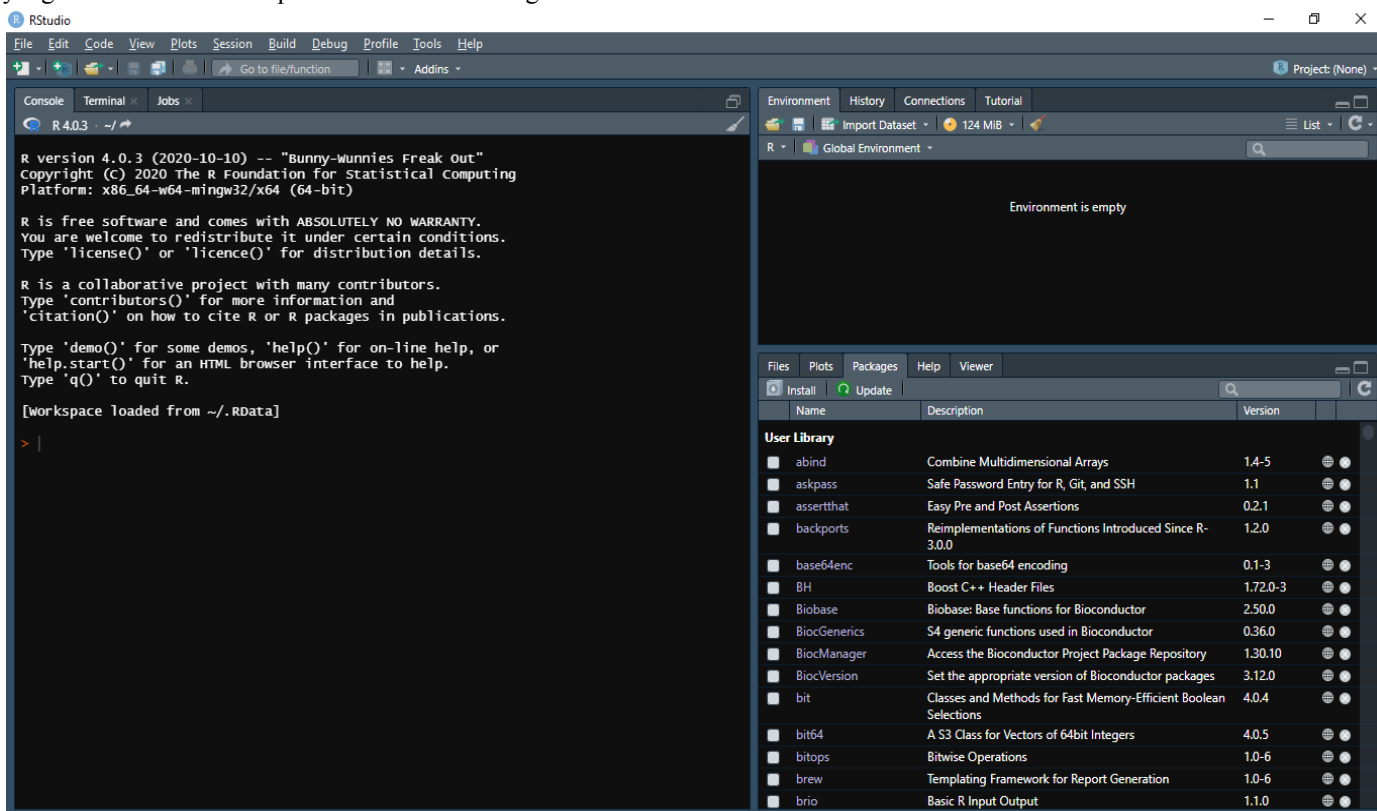 RStudio
File Edit Code View Plots Session Build Debug Profile Tools Help
Go to file/function Addins Project: (None)
Console Terminal Jobs
R 4.0.3 · ~/
R version 4.0.3 (2020-10-10) -- "Bunny-Wunnies Freak Out"
Copyright (C) 2020 The R Foundation for Statistical Computing
Platform: x86_64-w64-mingw32/x64 (64-bit)
R is free software and comes with ABSOLUTELY NO WARRANTY.
You are welcome to redistribute it under certain conditions.
Type 'license()' or 'licence()' for distribution details.
R is a collaborative project with many contributors.
Type 'contributors()' for more information and
'citation()' on how to cite R or R packages in publications.
Type 'demo()' for some demos, 'help()' for on-line help, or
'help.start()' for an HTML browser interface to help.
Type 'q()' to quit R.
[Workspace loaded from ~/.RData]
>
Environment History Connections Tutorial
Import Dataset 124 MiB List
R Global Environment
Environment is empty
Files Plots Packages Help Viewer
Install Update
Name Description Version
User Library
abind Combine Multidimensional Arrays 1.4-5
askpass Safe Password Entry for R, Git, and SSH 1.1
assertthat Easy Pre and Post Assertions 0.2.1
backports Reimplementations of Functions Introduced Since R- 1.2.0
3.0.0
base64enc Tools for base64 encoding 0.1-3
BH Boost C++ Header Files 1.72.0-3
Biobase Biobase: Base functions for Bioconductor 2.50.0
BiocGenerics S4 generic functions used in Bioconductor 0.36.0
BiocManager Access the Bioconductor Project Package Repository 1.30.10
BiocVersion Set the appropriate version of Bioconductor packages 3.12.0
bit Classes and Methods for Fast Memory-Efficient Boolean 4.0.4
Selections
bit64 A S3 Class for Vectors of 64bit Integers 4.0.5
bitops Bitwise Operations 1.0-6
brew Templating Framework for Report Generation 1.0-6
brio Basic R Input Output 1.1.0